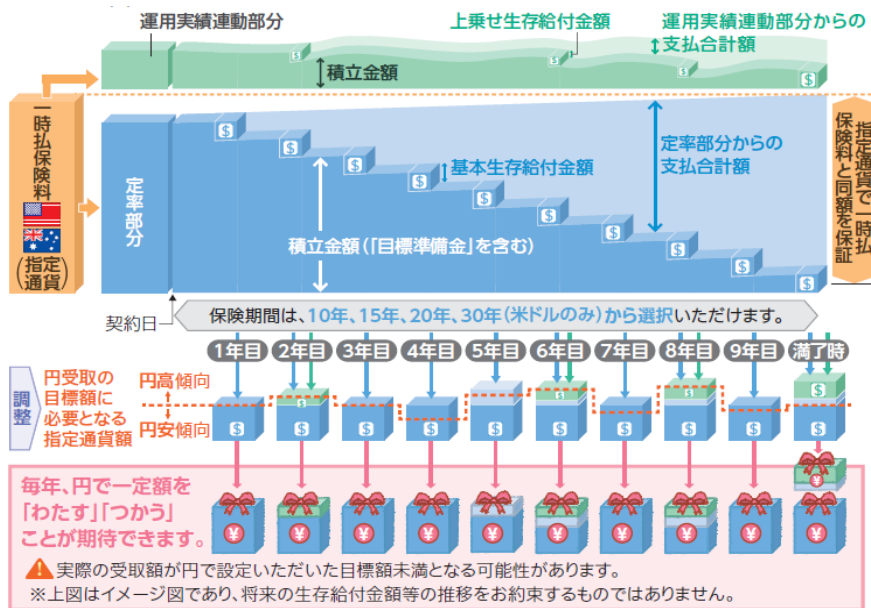 運用実績連動部分
上乗せ生存給付金額
運用実績連動部分からの
支払合計額
$
$
$
$
積立金額
一時払保険料
(指定
通貨)
定率部分
$
$
$
$
$
$
$
$
$
$
基本生存給付金額
定率部分からの
支払合計額
積立金額(「目標準備金」を含む)
指定通貨で一時払
保険料と同額を保証
契約日
保険期間は、10年、15年、20年、30年(米ドルのみ)から選択いただけます。
1年目
2年目
3年目
4年目
5年目
6年目
7年目
8年目
9年目
満了時
調整
円受取の
目標額に
必要となる
指定通貨額
円高傾向
円安傾向
$
$
$
$
$
$
$
$
$
$
$
$
$
$
毎年、円で一定額を
「わたす」「つかう」
ことが期待できます。
¥
¥
¥
¥
¥
¥
¥
¥
¥
¥
¥
実際の受取額が円で設定いただいた目標額未満となる可能性があります。
※上図はイメージ図であり、将来の生存給付金額等の推移をお約束するものではありません。